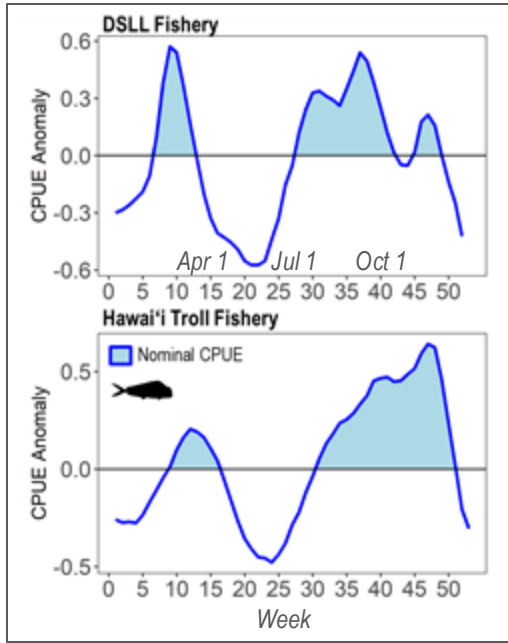 DSLL Fishery
CPUE Anomaly
0.6
0.3
0.0
-0.3
-0.6
Apr 1 Jul 1 Oct 1
0 5 10 15 20 25 30 35 40 45 50
Hawaiʻi Troll Fishery
Nominal CPUE
CPUE Anomaly
0.5
0.0
-0.5
0 5 10 15 20 25 30 35 40 45 50
Week